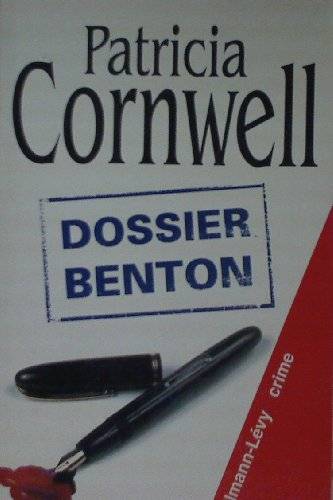 Patricia
Cornwell
DOSSIER
BENTON
lmann-Lévy crime